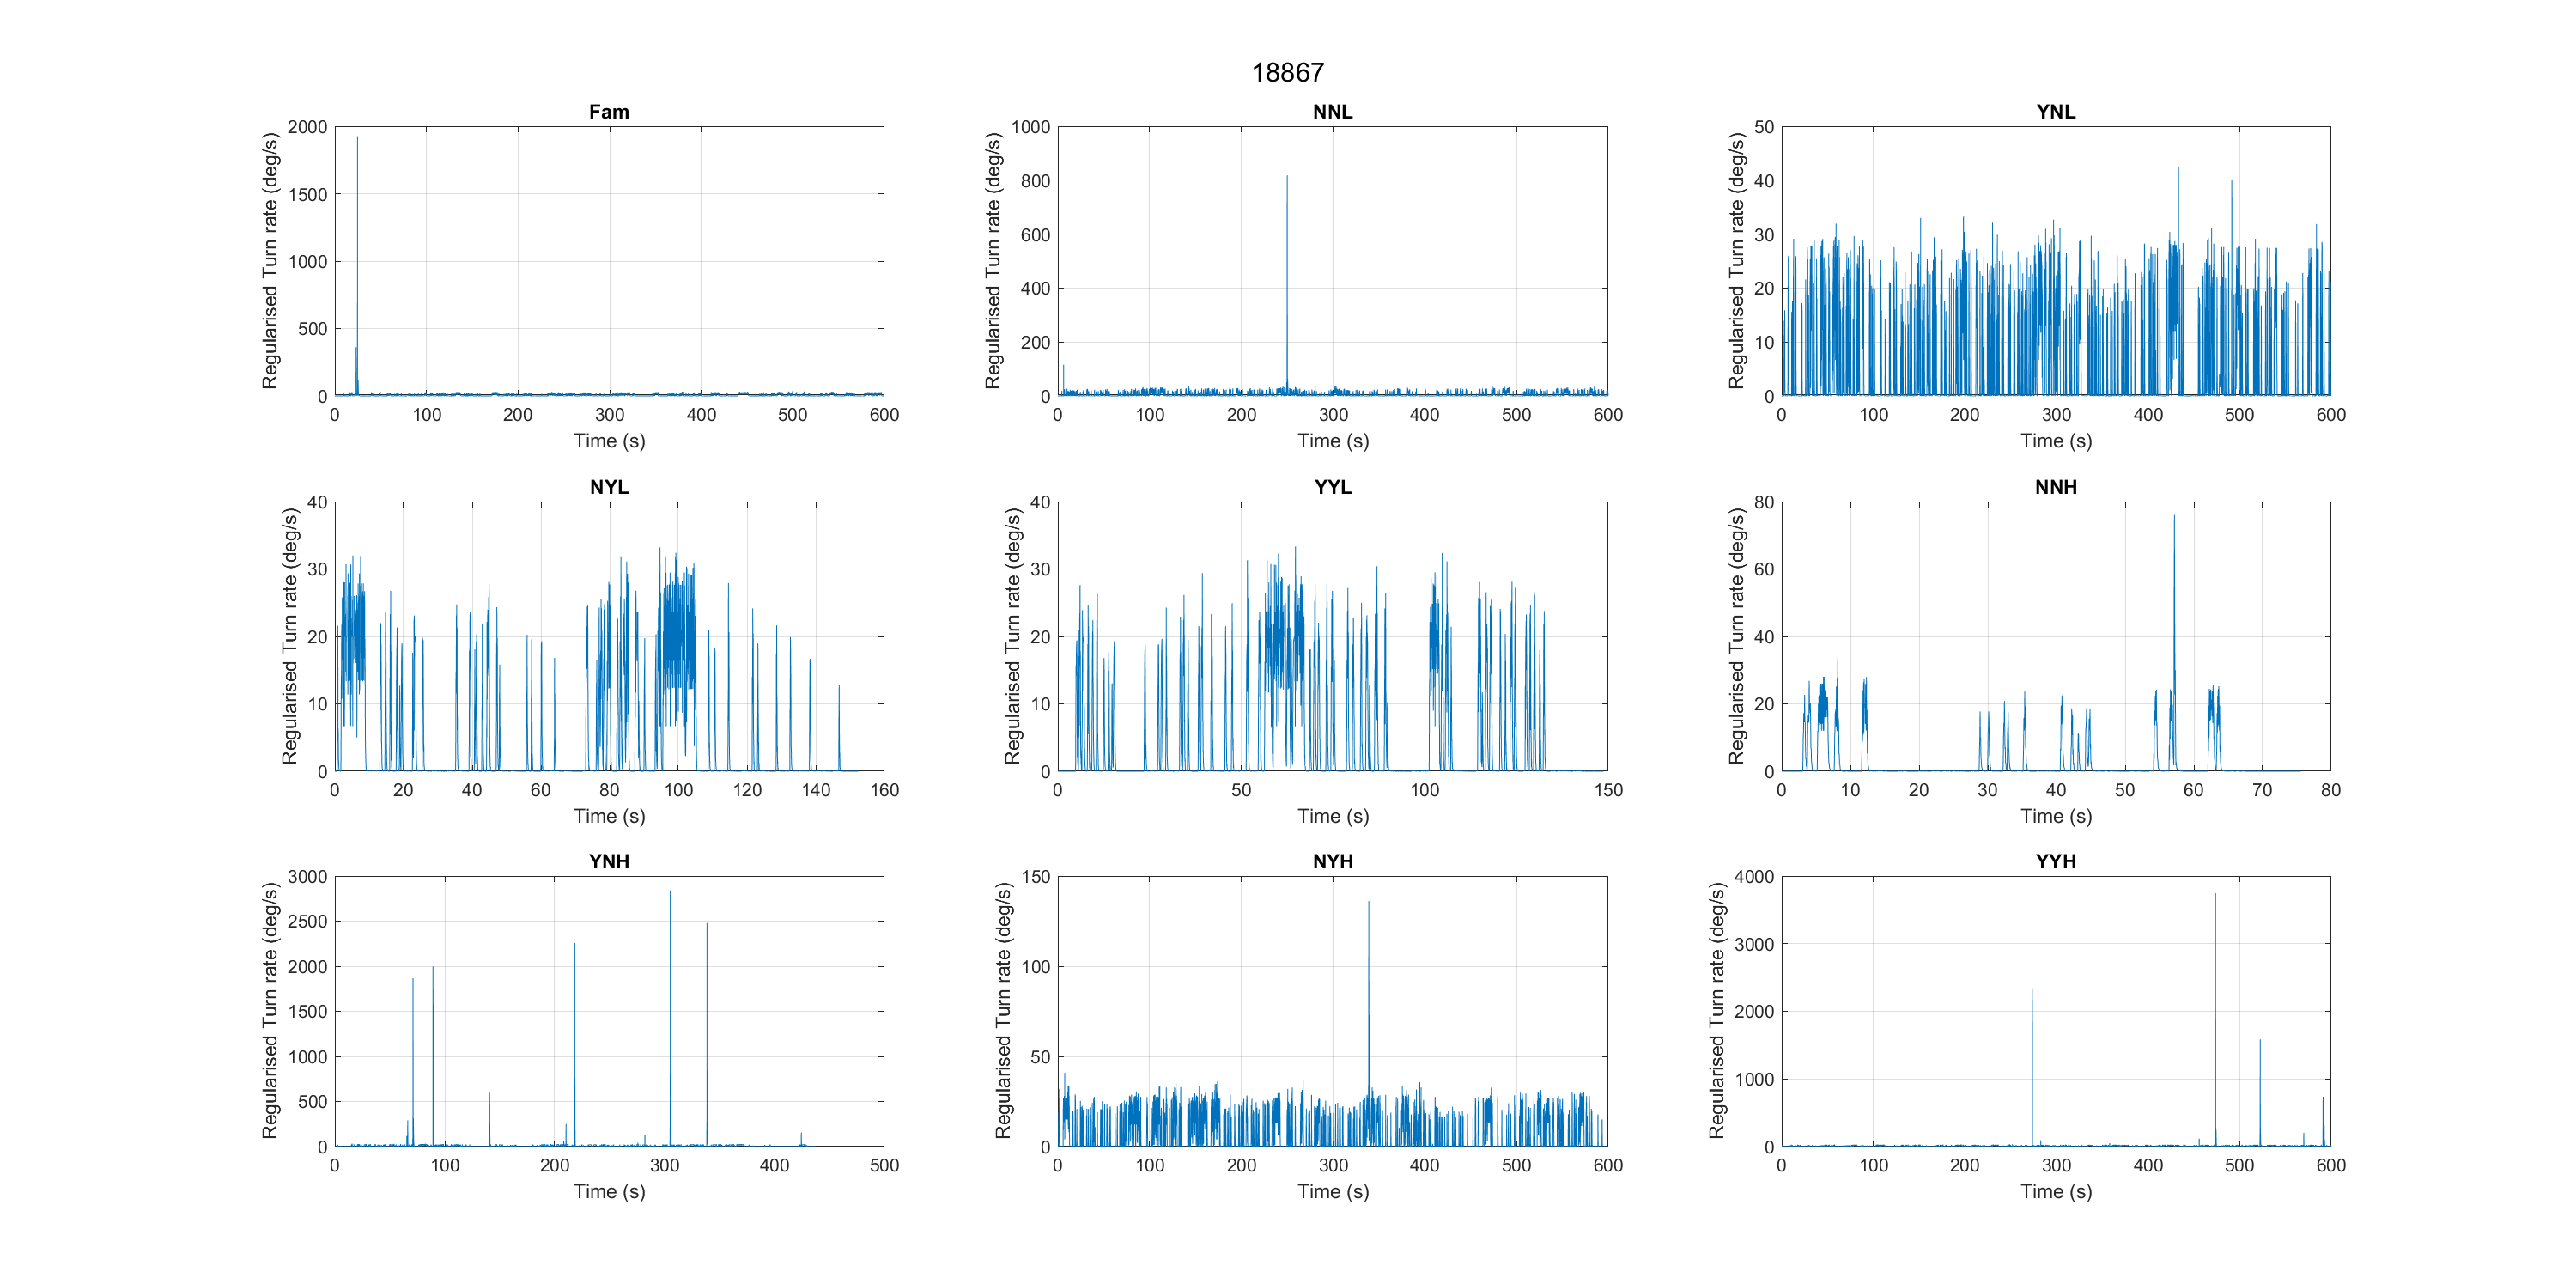 18867
Fam
NNL
YNL
Regularised Turn rate (deg/s)
2000
1500
1000
500
0
0 100 200 300 400 500 600
Time (s)
Regularised Turn rate (deg/s)
1000
800
600
400
200
0
0 100 200 300 400 500 600
Time (s)
Regularised Turn rate (deg/s)
50
40
30
20
10
0
0 100 200 300 400 500 600
Time (s)
NYL
YYL
NNH
Regularised Turn rate (deg/s)
40
30
20
10
0
0 20 40 60 80 100 120 140 160
Time (s)
Regularised Turn rate (deg/s)
40
30
20
10
0
0 50 100 150
Time (s)
Regularised Turn rate (deg/s)
80
60
40
20
0
0 10 20 30 40 50 60 70 80
Time (s)
YNH
NYH
YYH
Regularised Turn rate (deg/s)
3000
2500
2000
1500
1000
500
0
0 100 200 300 400 500
Time (s)
Regularised Turn rate (deg/s)
150
100
50
0
0 100 200 300 400 500 600
Time (s)
Regularised Turn rate (deg/s)
4000
3000
2000
1000
0
0 100 200 300 400 500 600
Time (s)